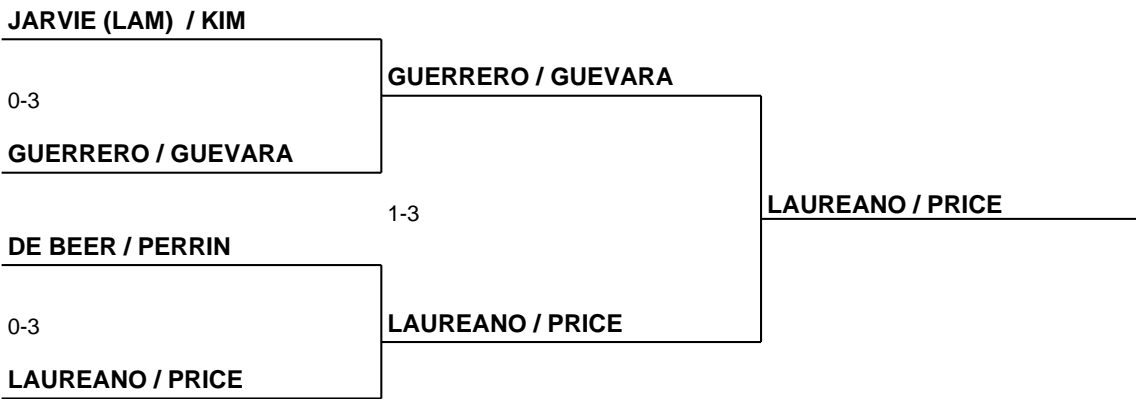 JARVIE (LAM)  / KIM
GUERRERO / GUEVARA
0-3
GUERRERO / GUEVARA
LAUREANO / PRICE
1-3
DE BEER / PERRIN
LAUREANO / PRICE
0-3
LAUREANO / PRICE